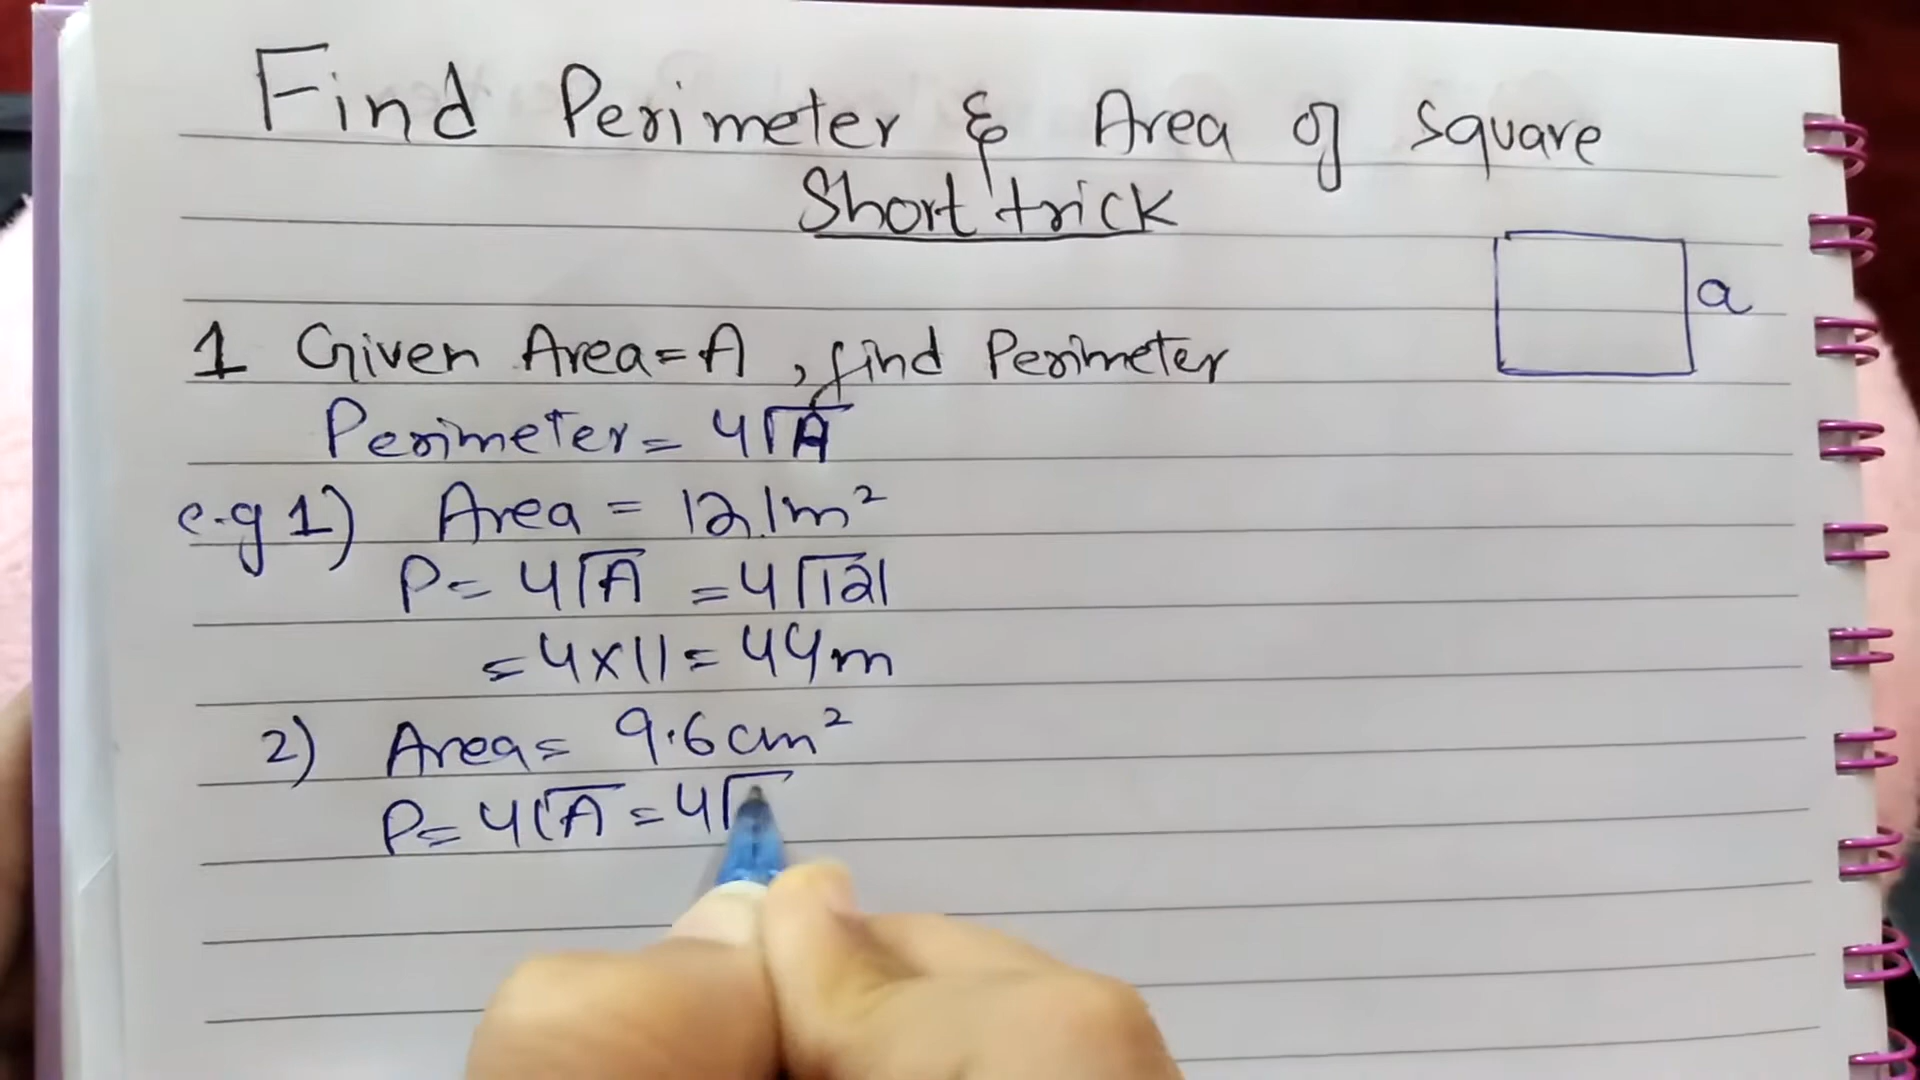 Find Perimeter & Area of square
Short trick
a
1 Given Area = A , find Perimeter
Perimeter = 4√A
e.g 1) Area = 121m²
P = 4√A = 4√121
= 4×11 = 44m
2) Area = 9.6cm²
P = 4√A = 4√